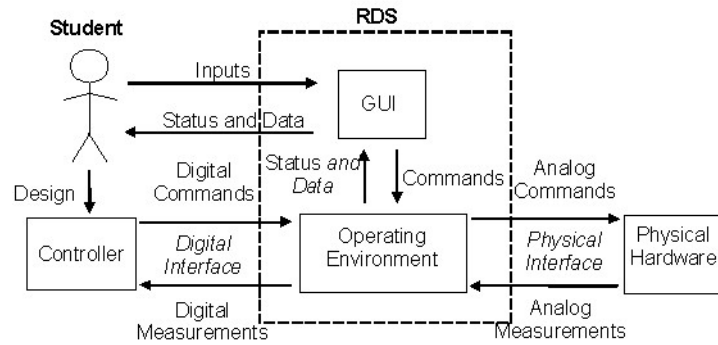 Student
RDS
Inputs
GUI
Status and Data
Status and
Data
Commands
Digital
Commands
Analog
Commands
Design
Controller
Digital
Interface
Operating
Environment
Physical
Interface
Physical
Hardware
Digital
Measurements
Analog
Measurements